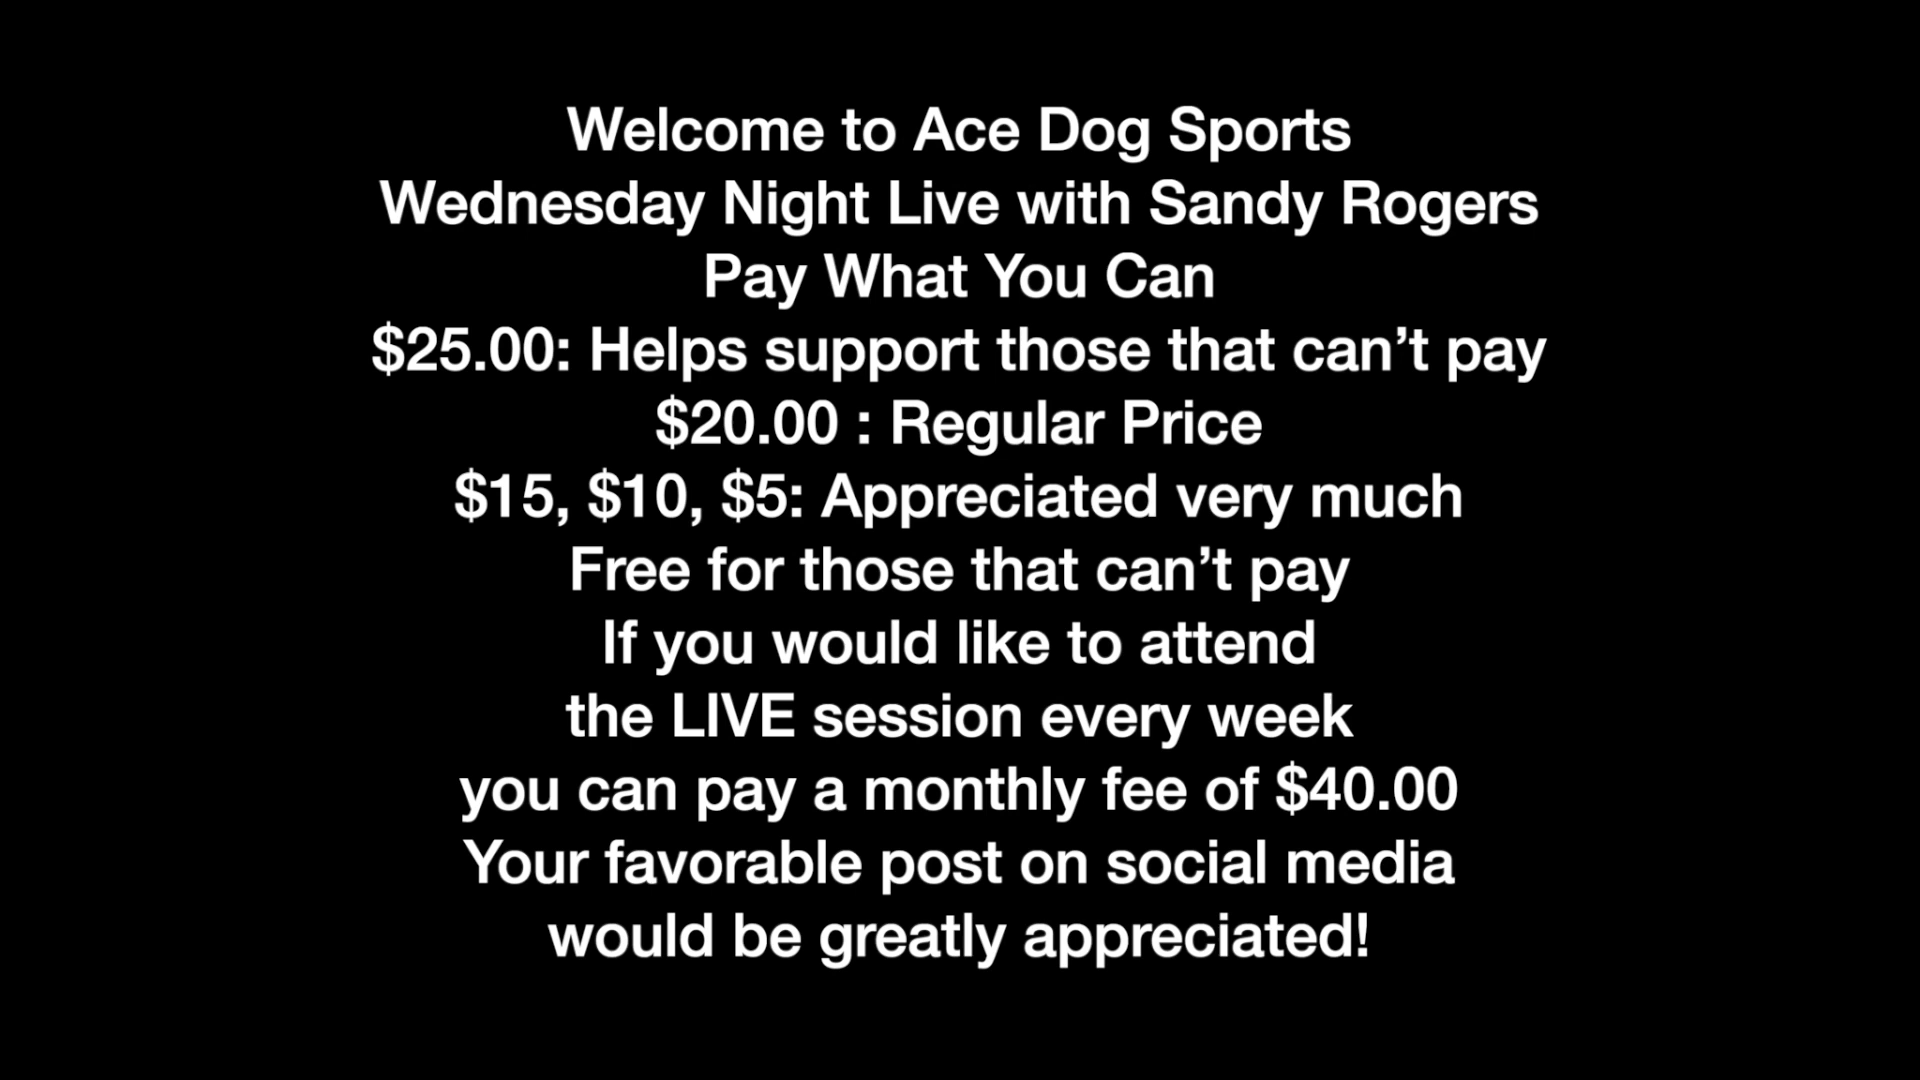 Welcome to Ace Dog Sports
Wednesday Night Live with Sandy Rogers
Pay What You Can
$25.00: Helps support those that can’t pay
$20.00 : Regular Price
$15, $10, $5: Appreciated very much
Free for those that can’t pay
If you would like to attend
the LIVE session every week
you can pay a monthly fee of $40.00
Your favorable post on social media
would be greatly appreciated!